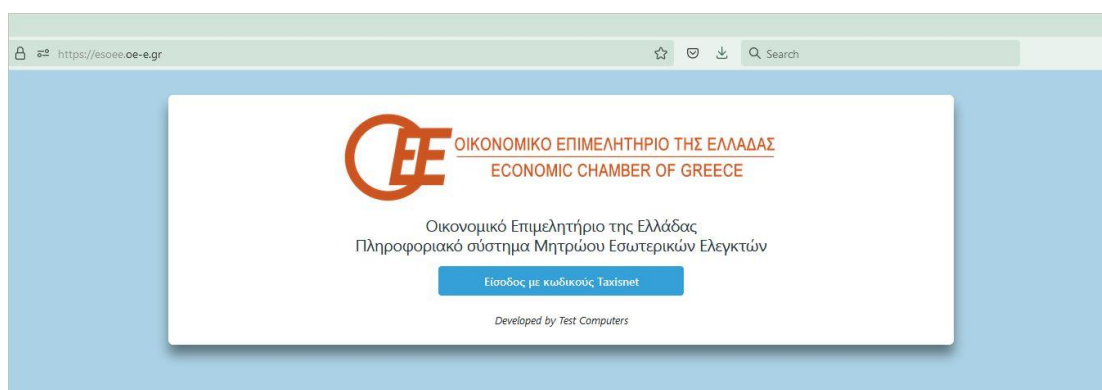 https://esoee.oe-e.gr
Search
ΟΙΚΟΝΟΜΙΚΟ ΕΠΙΜΕΛΗΤΗΡΙΟ ΤΗΣ ΕΛΛΑΔΑΣ
ΟΕΕ
ECONOMIC CHAMBER OF GREECE
Οικονομικό Επιμελητήριο της Ελλάδας
Πληροφοριακό σύστημα Μητρώου Εσωτερικών Ελεγκτών
Είσοδος με κωδικούς Taxisnet
Developed by Test Computers